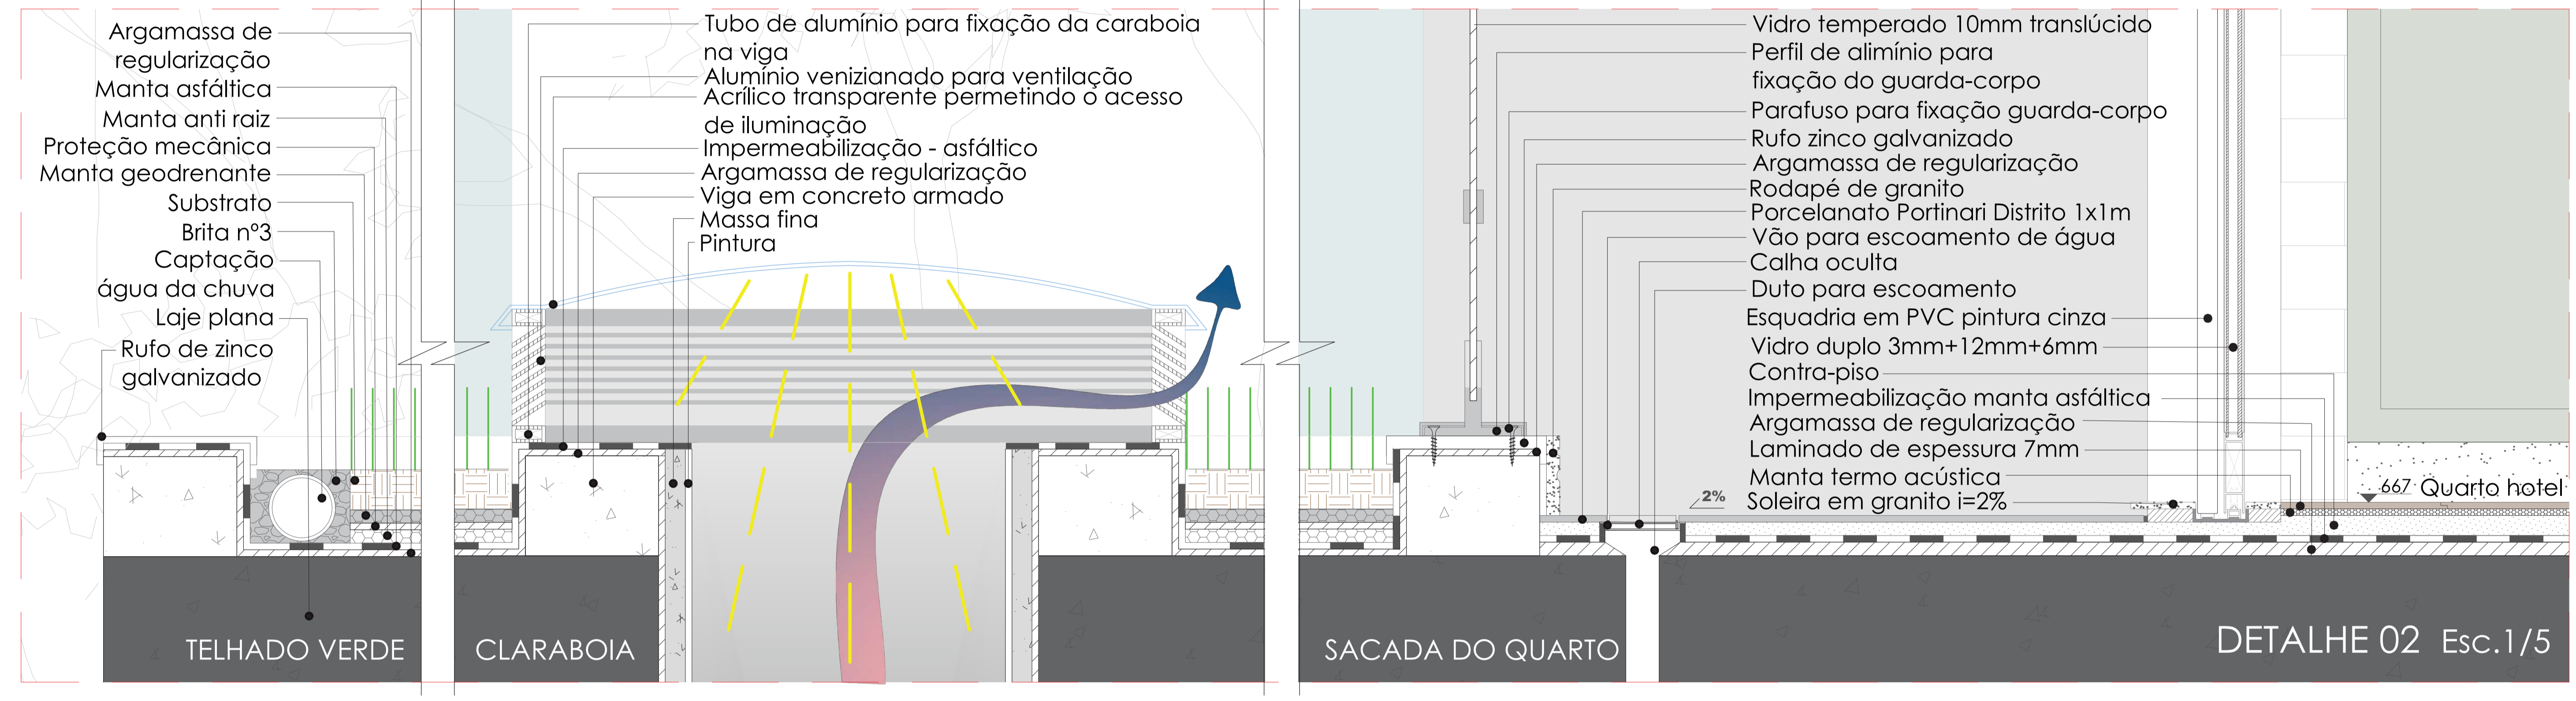 Argamassa de
regularização
Manta asfáltica
Manta anti raiz
Proteção mecânica
Manta geodrenante
Substrato
Brita nº3
Captação
água da chuva
Laje plana
Rufo de zinco
galvanizado
TELHADO VERDE
Tubo de alumínio para fixação da caraboia
na viga
Alumínio venizianado para ventilação
Acrílico transparente permetindo o acesso
de iluminação
Impermeabilização - asfáltico
Argamassa de regularização
Viga em concreto armado
Massa fina
Pintura
CLARABOIA
Vidro temperado 10mm translúcido
Perfil de alimínio para
fixação do guarda-corpo
Parafuso para fixação guarda-corpo
Rufo zinco galvanizado
Argamassa de regularização
Rodapé de granito
Porcelanato Portinari Distrito 1x1m
Vão para escoamento de água
Calha oculta
Duto para escoamento
Esquadria em PVC pintura cinza
Vidro duplo 3mm+12mm+6mm
Contra-piso
Impermeabilização manta asfáltica
Argamassa de regularização
Laminado de espessura 7mm
Manta termo acústica
Soleira em granito i=2%
2%
667 Quarto hotel
SACADA DO QUARTO
DETALHE 02 Esc.1/5